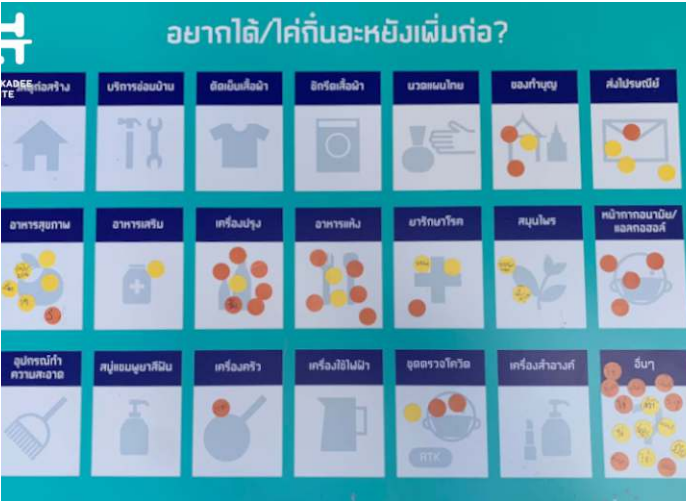 อยากได้/ไค่กิ๋นอะหยังเพิ่มก่อ?
บริการซ่อมบ้าน
ตัดเย็บเสื้อผ้า
ซักรีดเสื้อผ้า
นวดแผนไทย
ของทำบุญ
ส่งไปรษณีย์
อาหารสุขภาพ
อาหารเสริม
เครื่องปรุง
อาหารแห้ง
ยารักษาโรค
สมุนไพร
หน้ากากอนามัย/
แอลกอฮอล์
อุปกรณ์ทำ
ความสะอาด
สบู่แชมพูยาสีฟัน
เครื่องครัว
เครื่องใช้ไฟฟ้า
ชุดตรวจโควิด
ATK
เครื่องสำอางค์
อื่นๆ